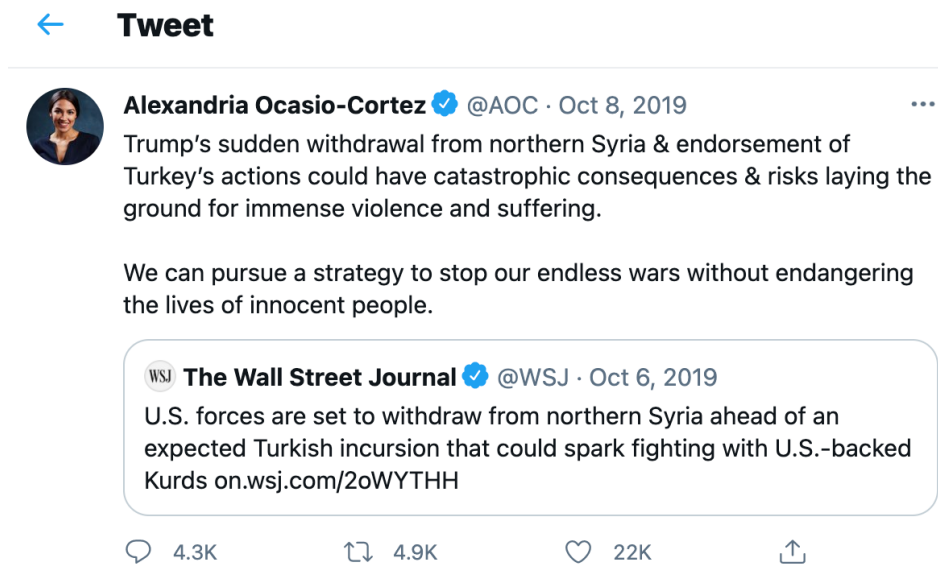 Tweet
Alexandria Ocasio-Cortez @AOC · Oct 8, 2019
Trump's sudden withdrawal from northern Syria & endorsement of
Turkey's actions could have catastrophic consequences & risks laying the
ground for immense violence and suffering.
We can pursue a strategy to stop our endless wars without endangering
the lives of innocent people.
WSJ The Wall Street Journal @WSJ · Oct 6, 2019
U.S. forces are set to withdraw from northern Syria ahead of an
expected Turkish incursion that could spark fighting with U.S.-backed
Kurds on.wsj.com/2oWYTHH
4.3K 4.9K 22K